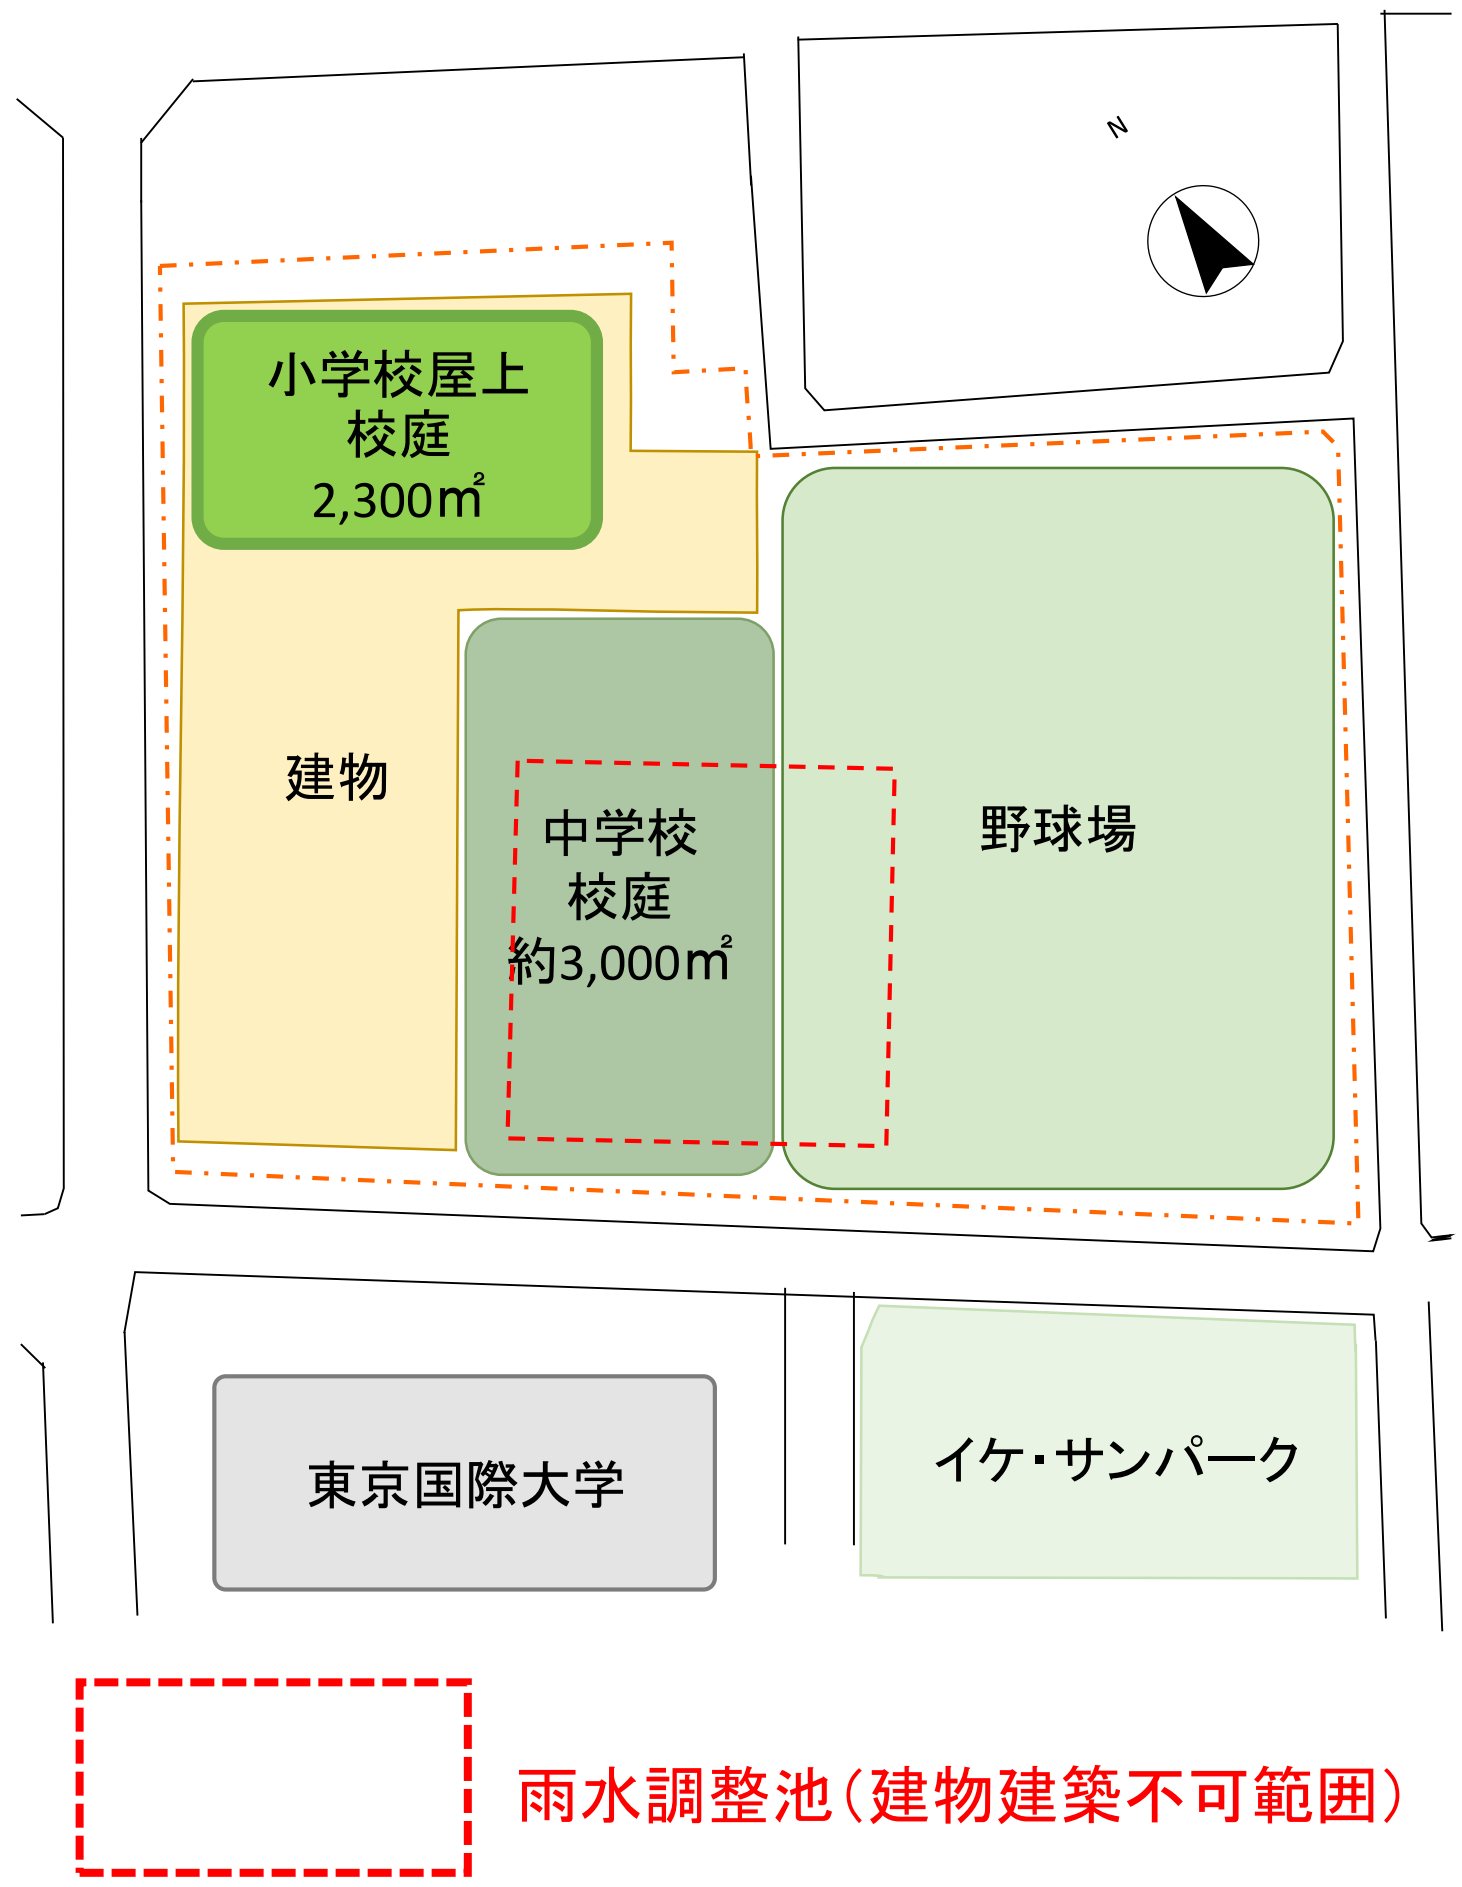 N
小学校屋上
校庭
2,300㎡
建物
中学校
校庭
約3,000㎡
野球場
東京国際大学
イケ・サンパーク
雨水調整池（建物建築不可範囲）